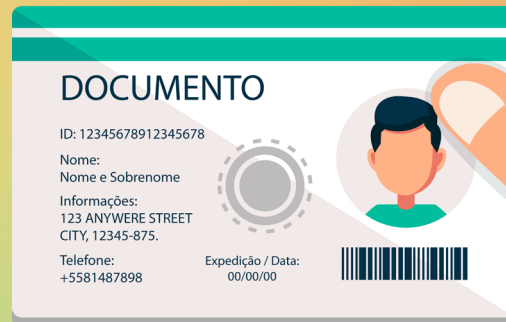 DOCUMENTO
ID: 12345678912345678
Nome:
Nome e Sobrenome
Informações:
123 ANYWERE STREET
CITY, 12345-875.
Telefone:
+5581487898
Expedição / Data:
00/00/00